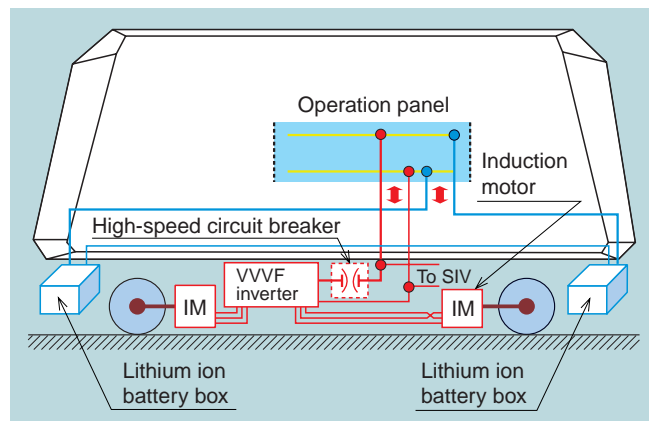 Operation panel
Induction
motor
High-speed circuit breaker
VVVF
inverter
To SIV
IM
IM
Lithium ion
battery box
Lithium ion
battery box